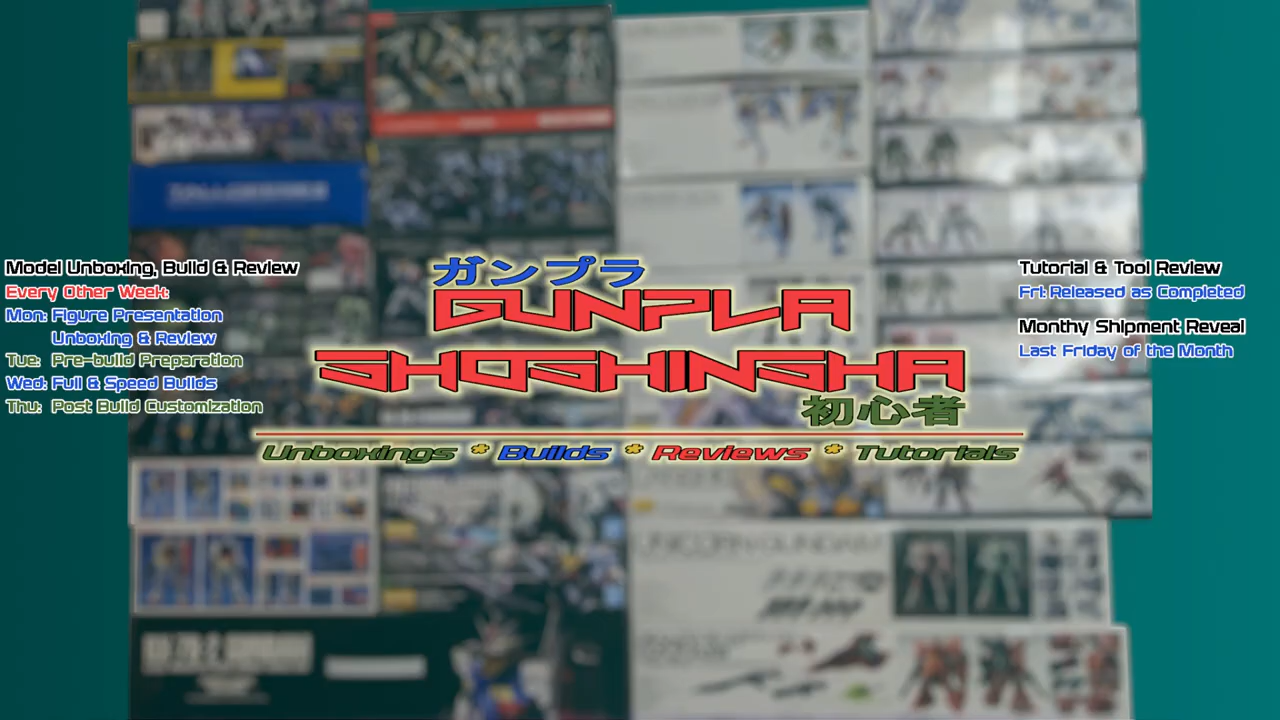 Model Unboxing, Build & Review
Every Other Week:
Mon: Figure Presentation
Unboxing & Review
Tue: Pre-build Preparation
Wed: Full & Speed Builds
Thu: Post Build Customization
ガンプラ
GUNPLA
SHOSHINSHA
初心者
Unboxings * Builds * Reviews * Tutorials
Tutorial & Tool Review
Fri: Released as Completed
Monthy Shipment Reveal
Last Friday of the Month
UNICORN GUNDAM